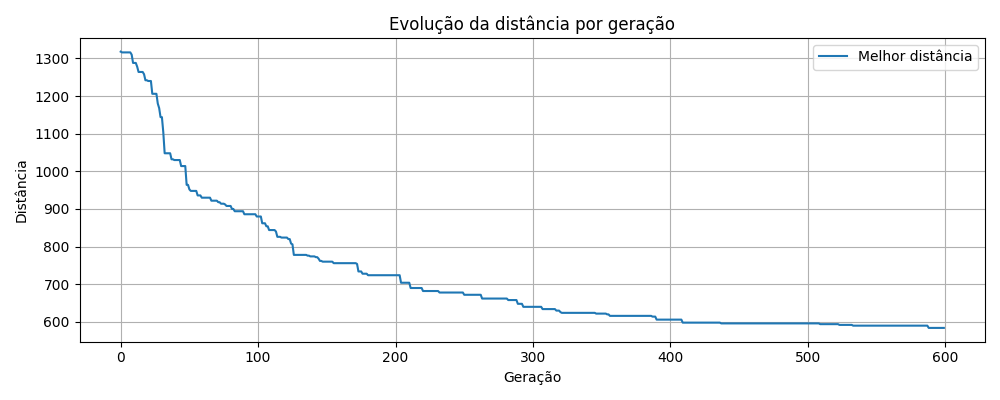 Evolução da distância por geração
Melhor distância
Distância
1300
1200
1100
1000
900
800
700
600
0 100 200 300 400 500 600
Geração